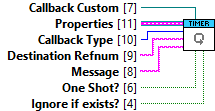 Callback Custom [7]
Properties [11]
Callback Type [10]
Destination Refnum [9]
Message [8]
One Shot? [6]
Ignore if exists? [4]
TIMER